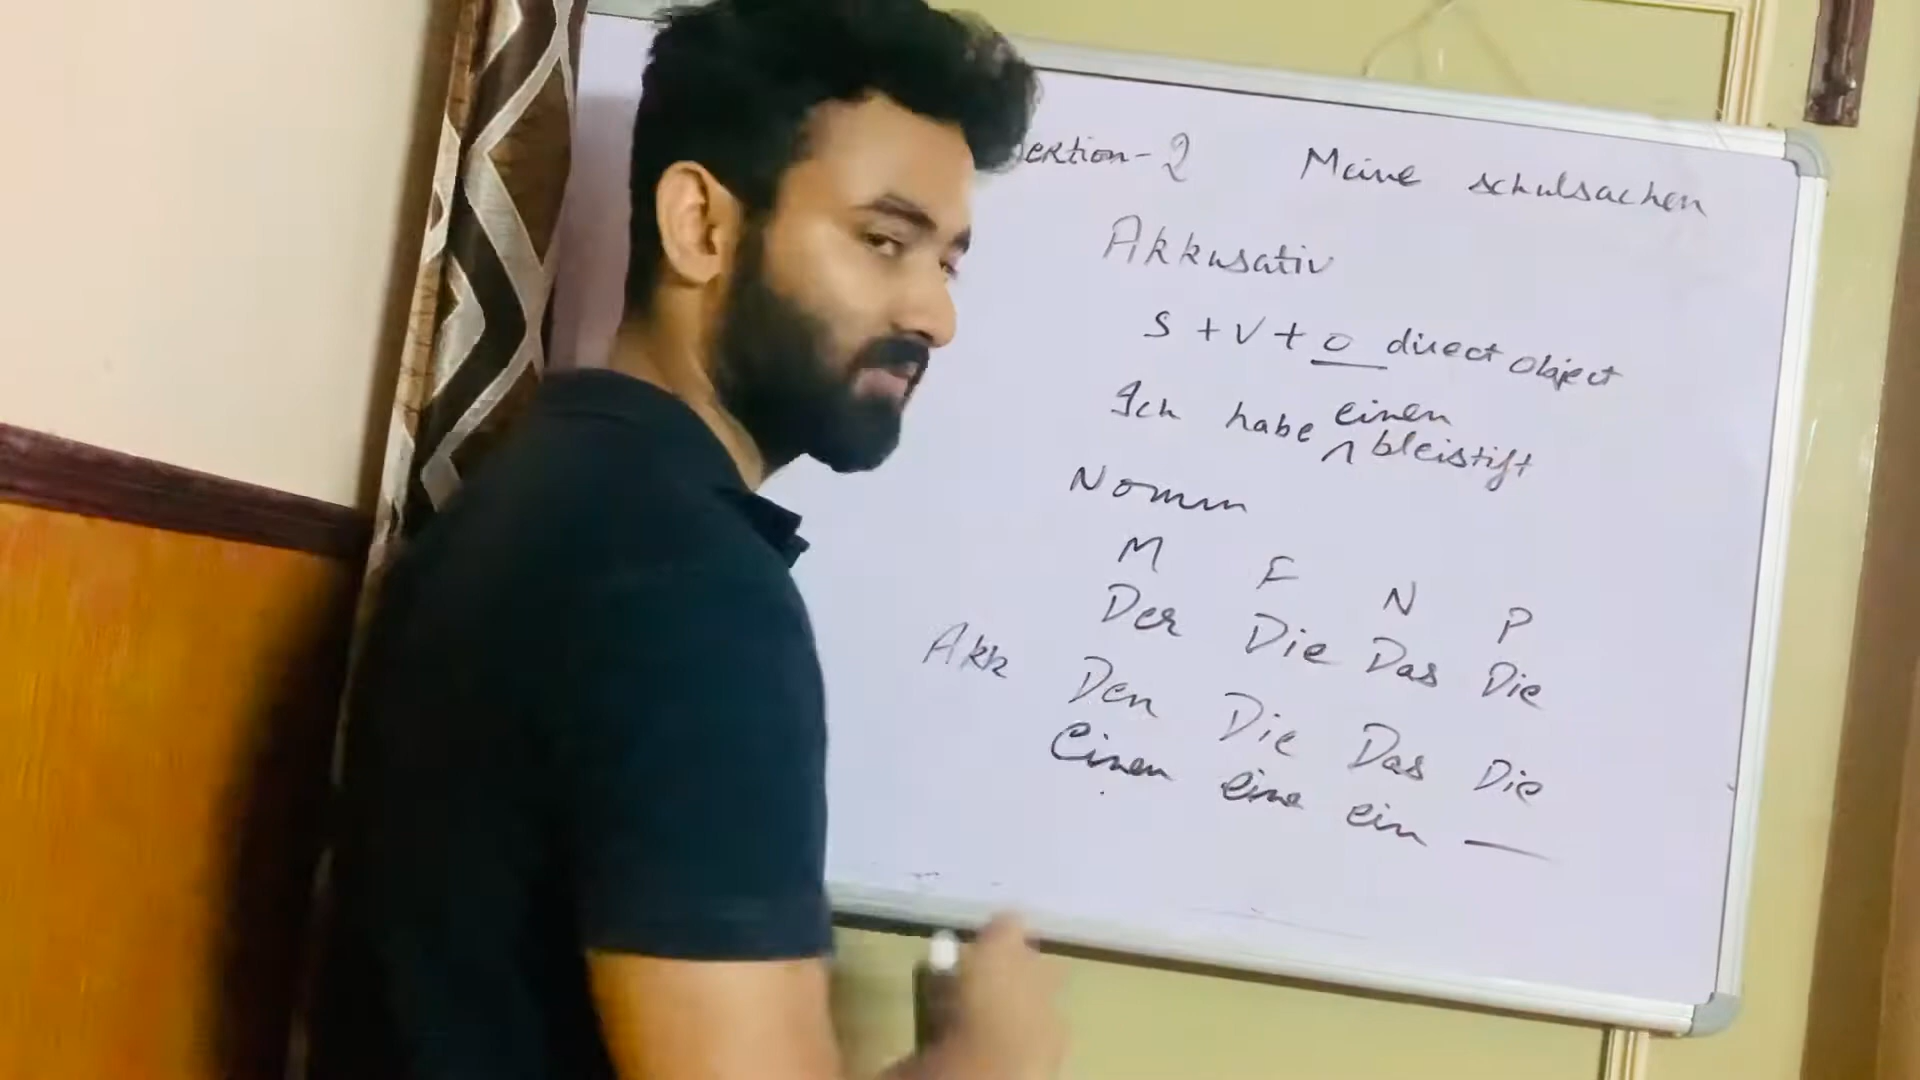 ektion-2 Meine schulsachen
Akkusativ
S + V + O direct object
Ich habe einen bleistift
Nomin
M F N P
Der Die Das Die
Akk Den Die Das Die
Einen eine ein —